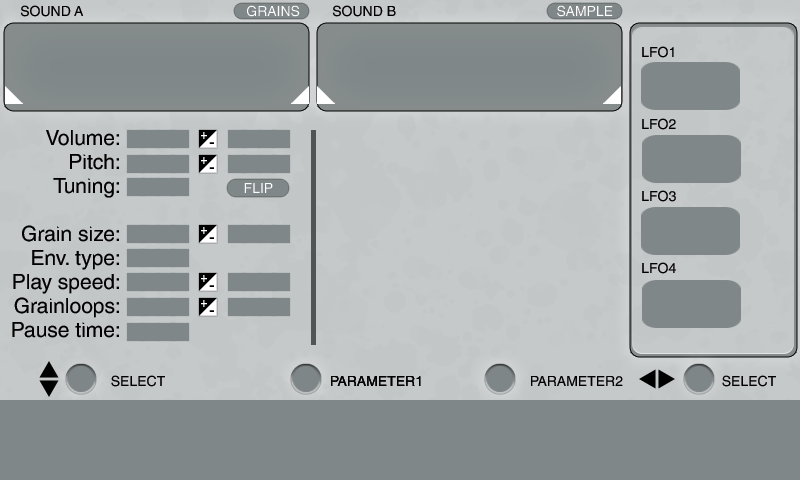 SOUND A
GRAINS
SOUND B
SAMPLE
LFO1
LFO2
LFO3
LFO4
Volume: + -
Pitch: + -
Tuning:
FLIP
Grain size: + -
Env. type:
Play speed: + -
Grainloops: + -
Pause time:
SELECT
PARAMETER1
PARAMETER2
SELECT